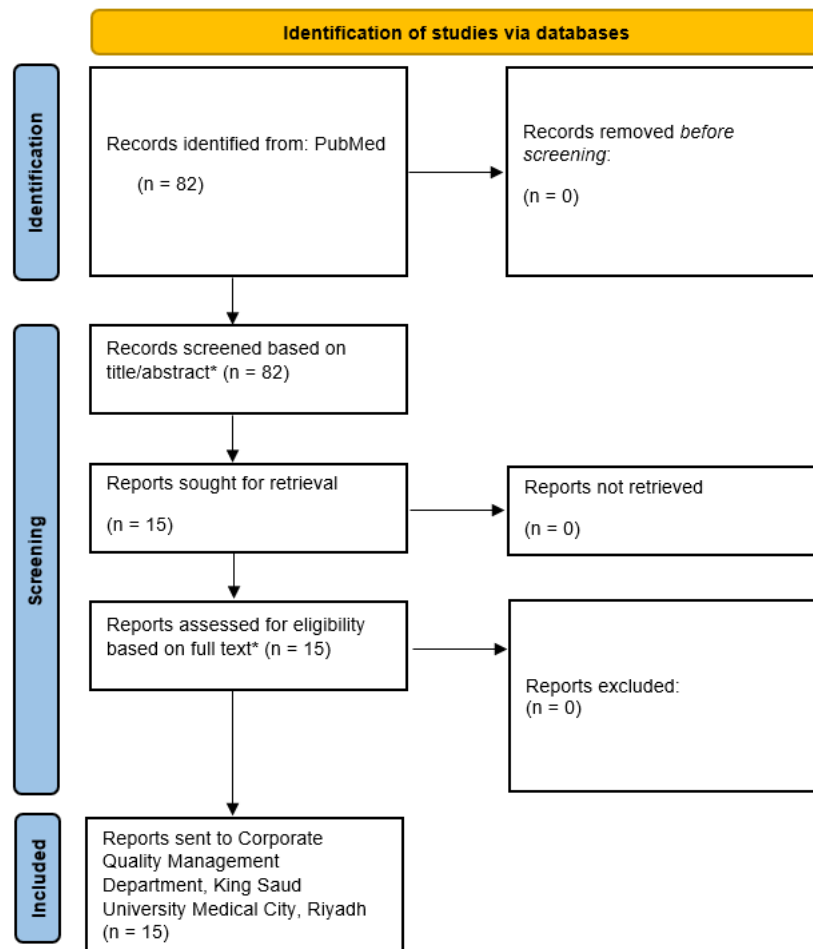 Identification of studies via databases
Identification
Records identified from: PubMed
(n = 82)
Records removed before
screening:
(n = 0)
Screening
Records screened based on
title/abstract* (n = 82)
Reports sought for retrieval
(n = 15)
Reports not retrieved
(n = 0)
Reports assessed for eligibility
based on full text* (n = 15)
Reports excluded:
(n = 0)
Included
Reports sent to Corporate
Quality Management
Department, King Saud
University Medical City, Riyadh
(n = 15)